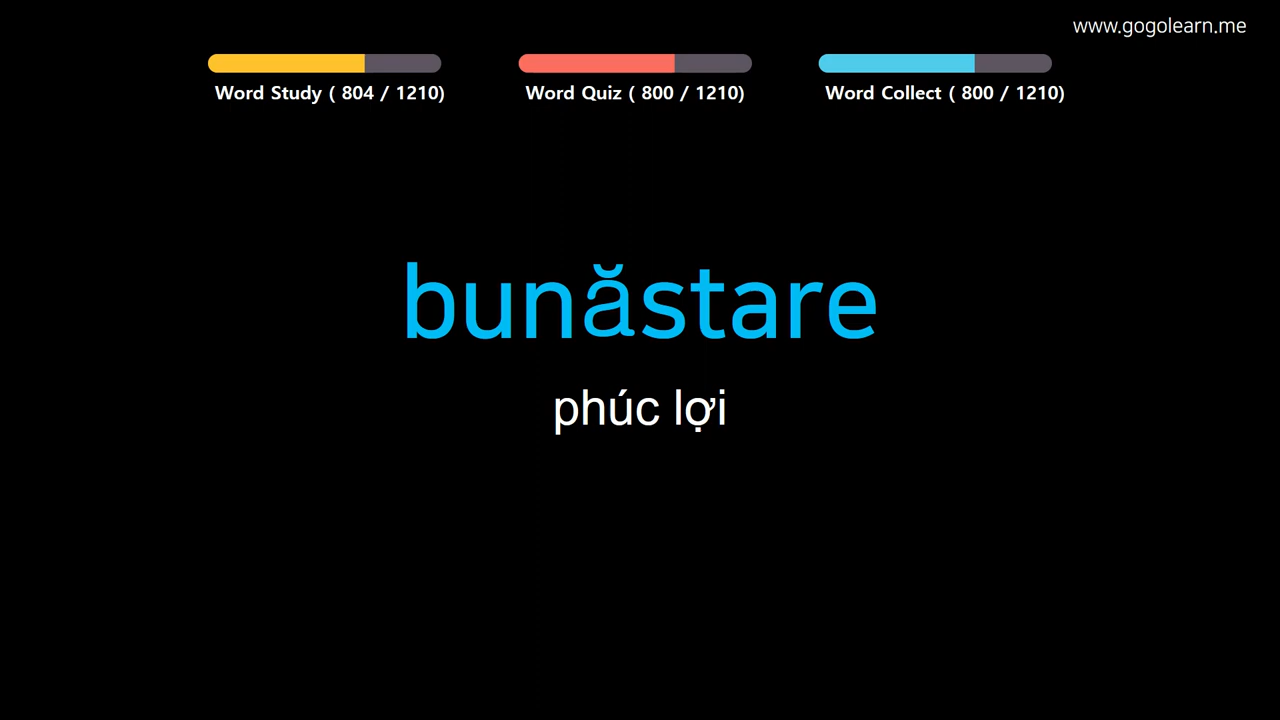 www.gogolearn.me
Word Study ( 804 / 1210)
Word Quiz ( 800 / 1210)
Word Collect ( 800 / 1210)
bunăstare
phúc lợi